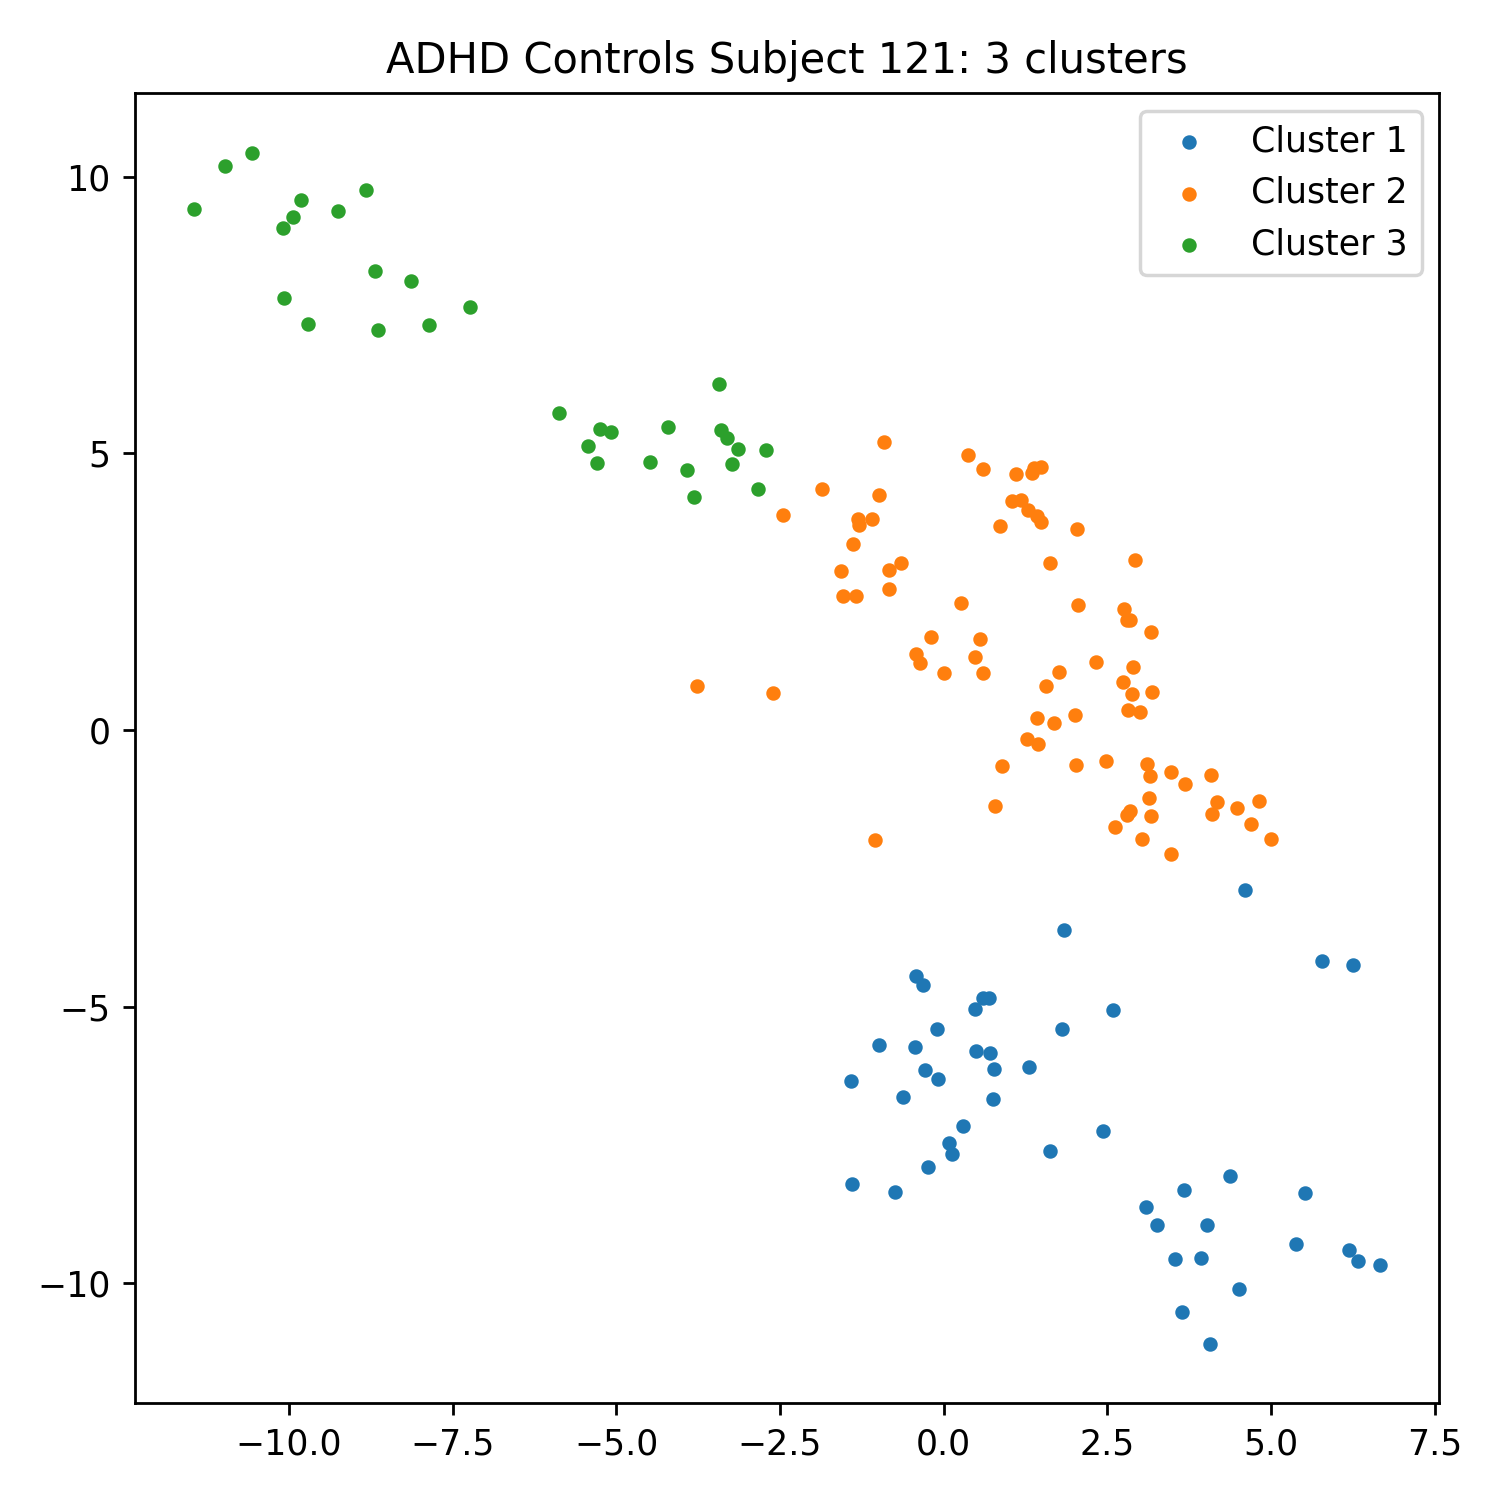 ADHD Controls Subject 121: 3 clusters
Cluster 1
Cluster 2
Cluster 3
10
5
0
−5
−10
−10.0 −7.5 −5.0 −2.5 0.0 2.5 5.0 7.5